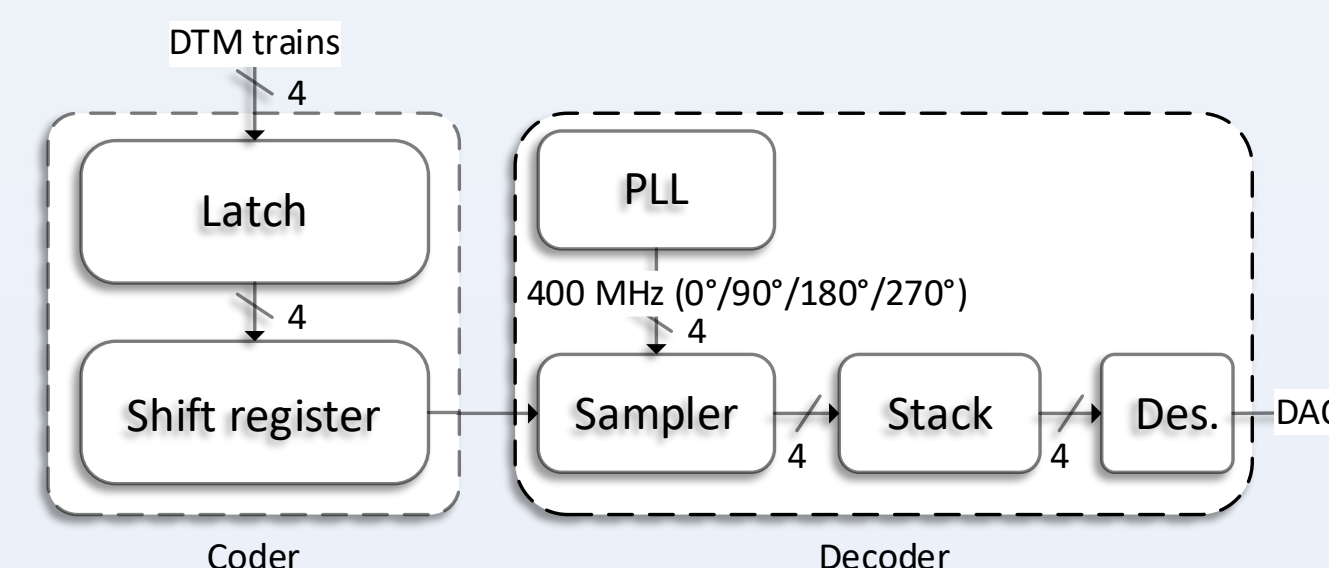 DTM trains
4
Latch
4
Shift register
Coder
PLL
400 MHz (0°/90°/180°/270°)
4
Sampler
4
Stack
4
Des.
DAC
Decoder